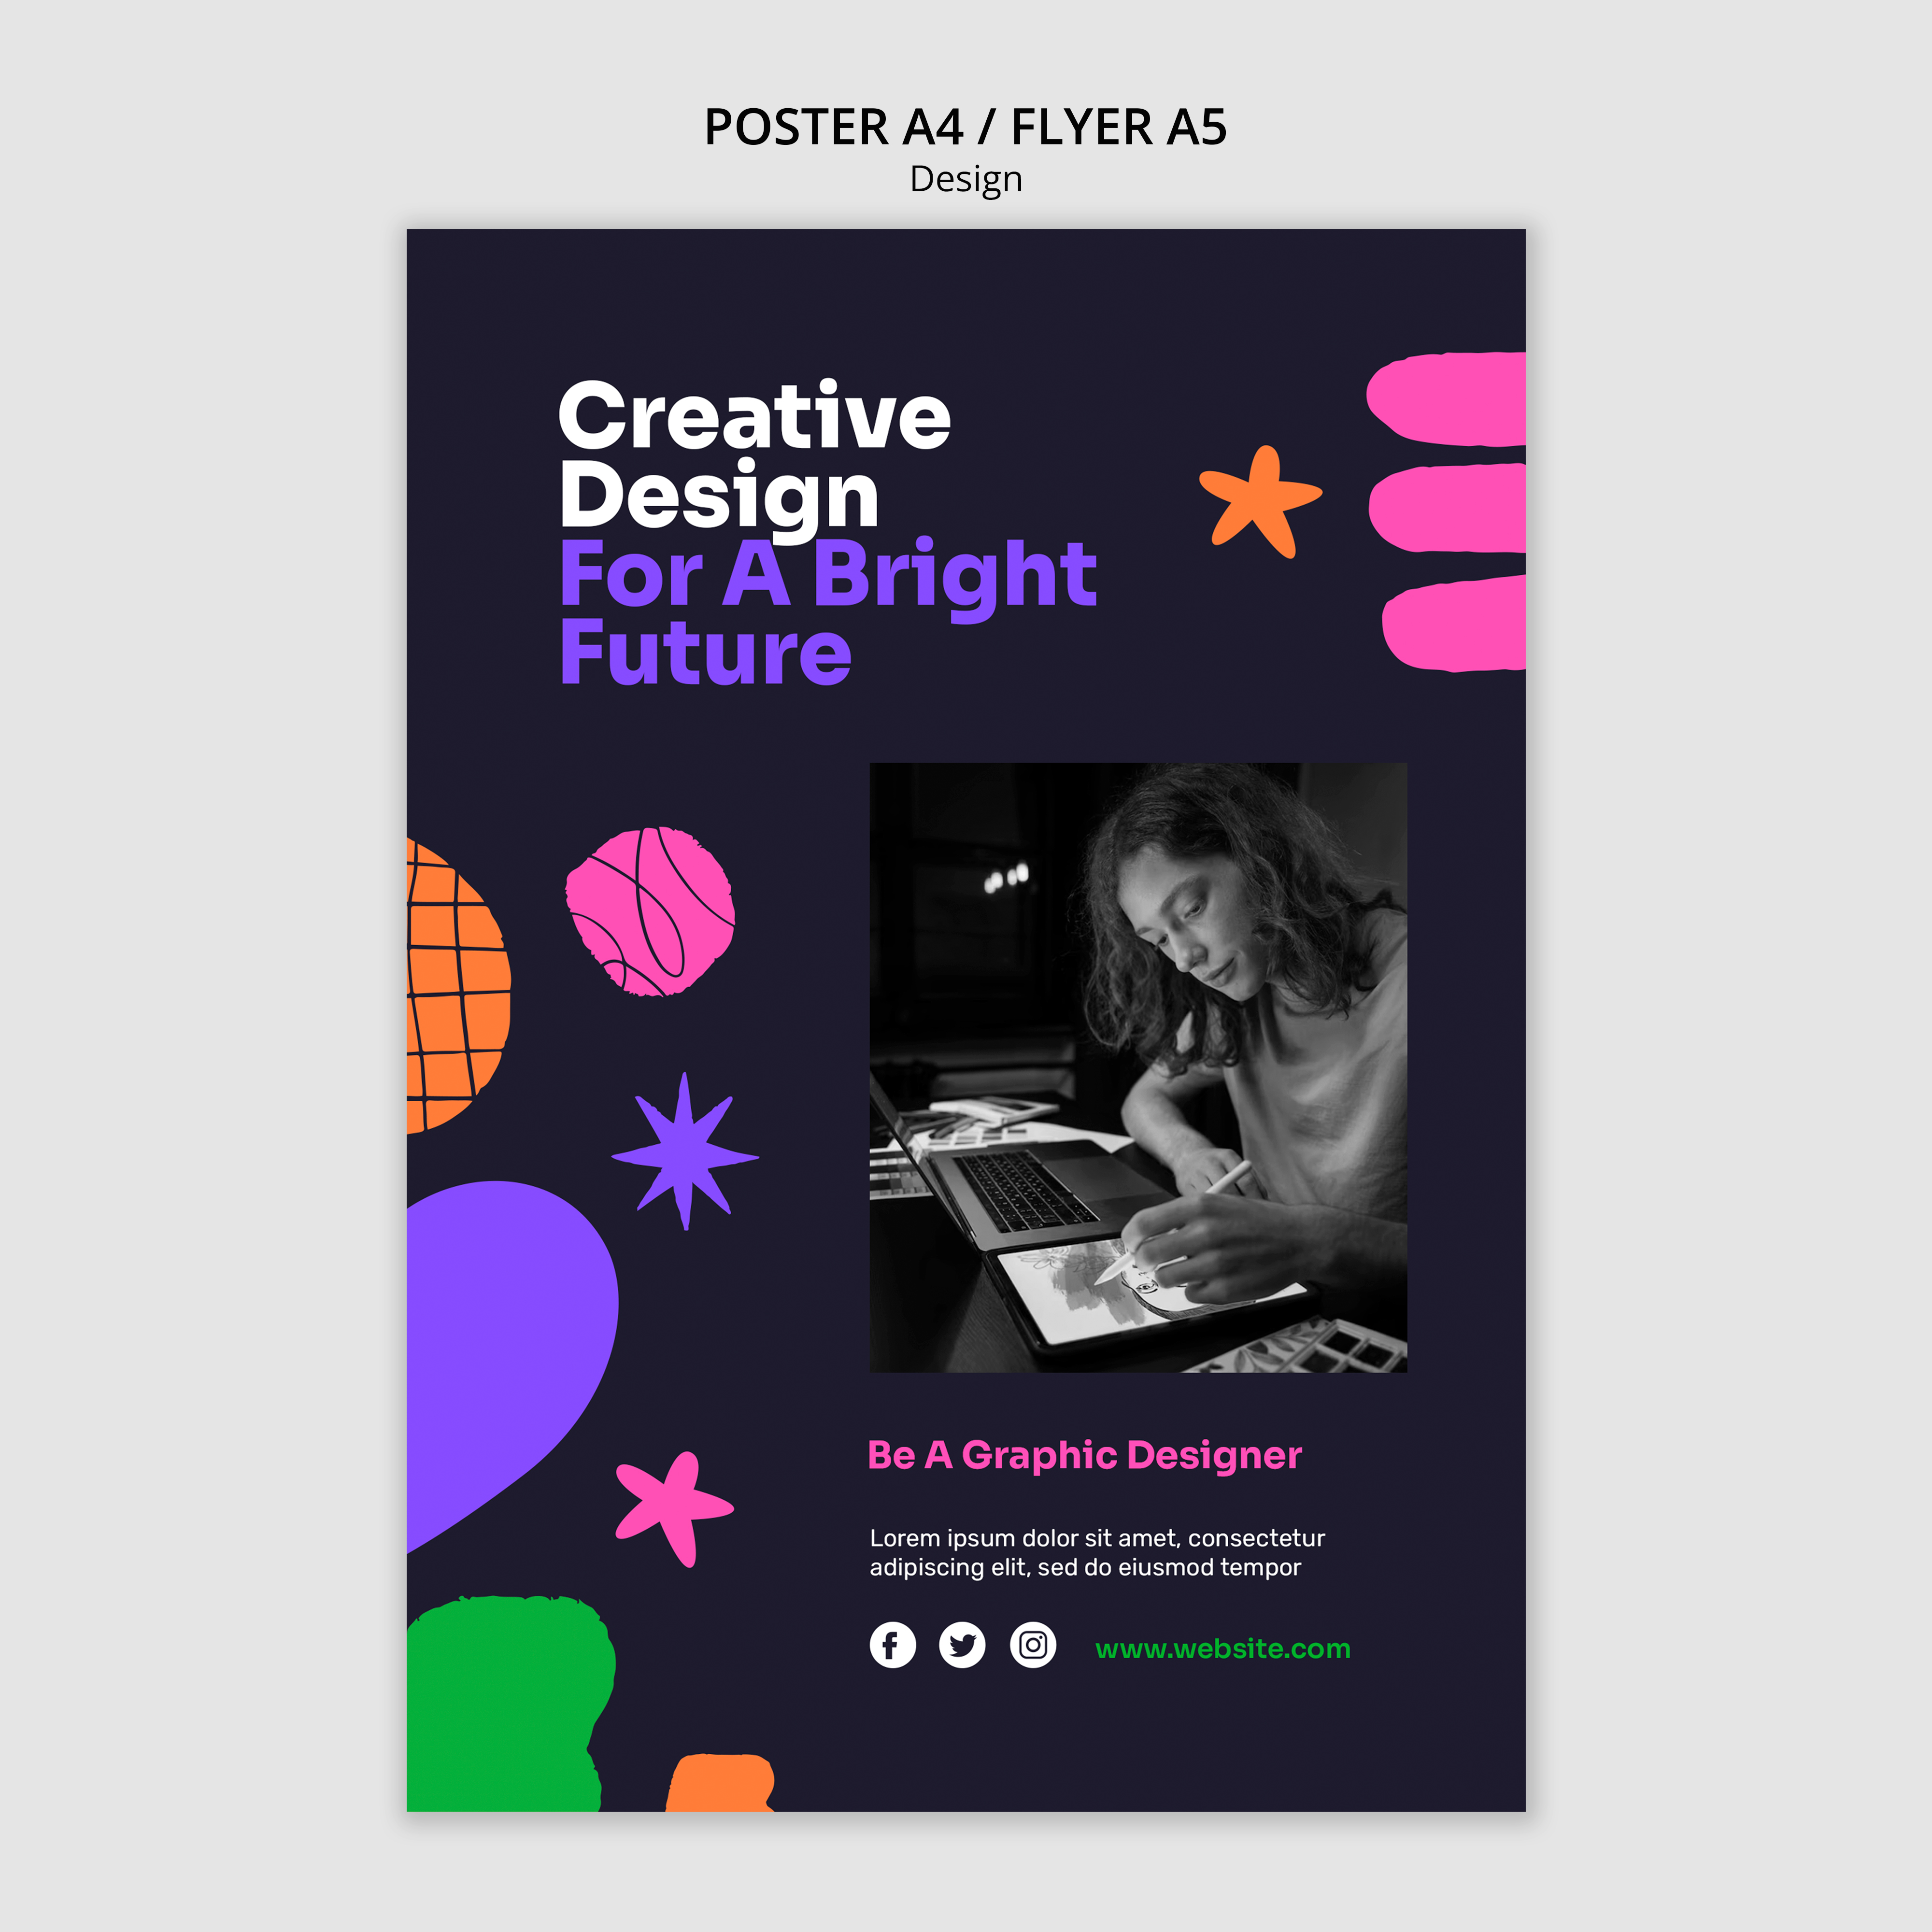 POSTER A4 / FLYER A5
Design
Creative
Design
For A Bright
Future
Be A Graphic Designer
Lorem ipsum dolor sit amet, consectetur
adipiscing elit, sed do eiusmod tempor
www.website.com